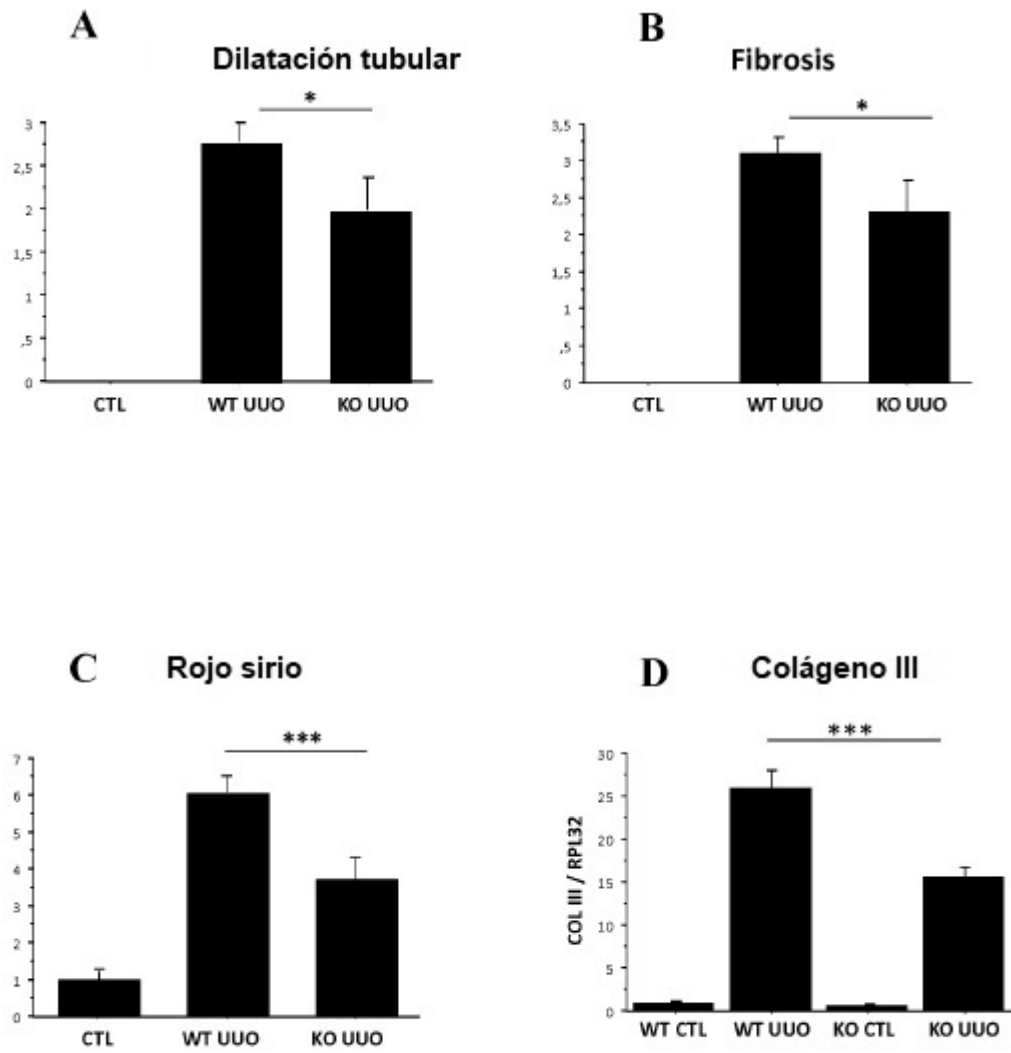 A
Dilatación tubular
*
3
2,5
2
1,5
1
,5
0
CTL WT UUO KO UUO
B
Fibrosis
*
3,5
3
2,5
2
1,5
1
,5
0
CTL WT UUO KO UUO
C
Rojo sirio
***
7
6
5
4
3
2
1
0
CTL WT UUO KO UUO
D
Colágeno III
***
COL III / RPL32
30
25
20
15
10
5
0
WT CTL WT UUO KO CTL KO UUO